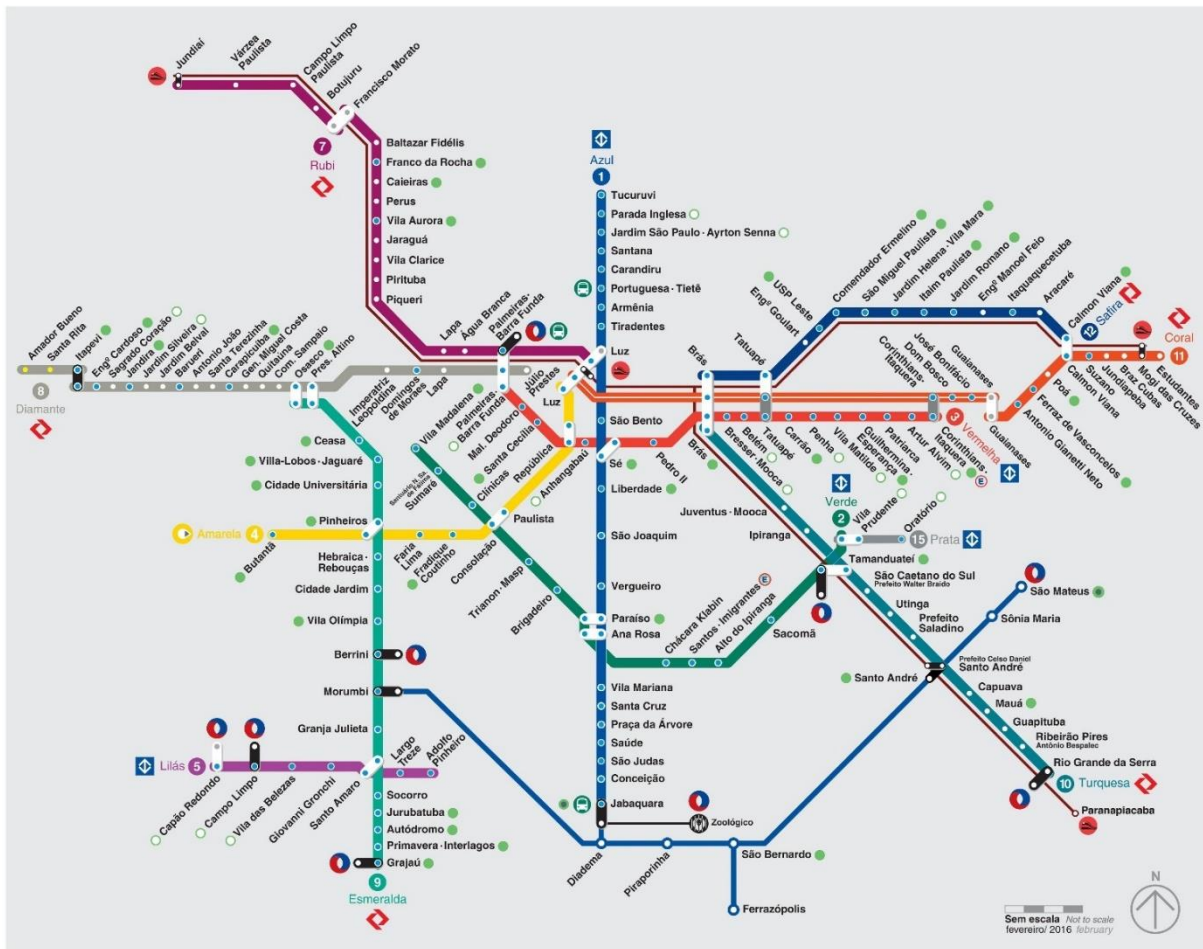 Jundiaí
Várzea
Paulista
Campo Limpo
Paulista
Botujuru
Francisco Morato
7
Rubi
Baltazar Fidélis
Franco da Rocha
Caieiras
Perus
Vila Aurora
Jaraguá
Vila Clarice
Pirituba
Piqueri
Lapa
Água Branca
Palmeiras-
Barra Funda
Azul
1
Tucuruvi
Parada Inglesa
Jardim São Paulo - Ayrton Senna
Santana
Carandiru
Portuguesa - Tietê
Armênia
Tiradentes
Luz
São Bento
Sé
Liberdade
São Joaquim
Vergueiro
Paraíso
Ana Rosa
Vila Mariana
Santa Cruz
Praça da Árvore
Saúde
São Judas
Conceição
Jabaquara
Zoológico
Brás
Tatuapé
USP Leste
Engº Goulart
Comendador Ermelino
São Miguel Paulista
Jardim Helena - Vila Mara
Itaim Paulista
Jardim Romano
Engº Manoel Feio
Itaquaquecetuba
Aracaré
Calmon Viana
12
Safira
Coral
11
Estudantes
Mogi das Cruzes
Braz Cubas
Jundiapeba
Suzano
Calmon Viana
Poá
Ferraz de Vasconcelos
Antonio Gianetti Neto
Guaianases
Corinthians-
Itaquera
Dom Bosco
José Bonifácio
Guaianases
Amador Bueno
Santa Rita
Itapevi
Engº Cardoso
Sagrado Coração
Jandira
Jardim Silveira
Jardim Belval
Barueri
Antonio João
Santa Terezinha
Carapicuíba
Gen. Miguel Costa
Quitaúna
Com. Sampaio
Osasco
Pres. Altino
8
Diamante
Imperatriz
Leopoldina
Domingos
de Moraes
Lapa
Palmeiras-
Barra Funda
Júlio
Prestes
Luz
Mal. Deodoro
Santa Cecília
República
Anhangabaú
Pedro II
Brás
Bresser - Mooca
Belém
Tatuapé
Carrão
Penha
Vila Matilde
Guilhermina-
Esperança
Patriarca
Artur Alvim
Corinthians-
Itaquera
E
3
Vermelha
Vila Madalena
Santuário N. Sa.
de Fátima
Sumaré
Clínicas
Consolação
Paulista
Trianon-Masp
Brigadeiro
Chácara Klabin
Santos - Imigrantes
E
Alto do Ipiranga
Sacomã
Tamanduateí
Vila
Prudente
Verde
2
Oratório
15
Prata
Amarela
4
Butantã
Pinheiros
Faria
Lima
Fradique
Coutinho
Ceasa
Villa-Lobos - Jaguaré
Cidade Universitária
Hebraica -
Rebouças
Cidade Jardim
Vila Olímpia
Berrini
Morumbi
Granja Julieta
Santo Amaro
Socorro
Jurubatuba
Autódromo
Primavera - Interlagos
Grajaú
9
Esmeralda
Lilás
5
Capão Redondo
Campo Limpo
Vila das Belezas
Giovanni Gronchi
Largo
Treze
Adolfo
Pinheiro
Juventus - Mooca
Ipiranga
São Caetano do Sul
Prefeito Walter Braido
Utinga
Prefeito
Saladino
Prefeito Celso Daniel
Santo André
Capuava
Mauá
Guapituba
Ribeirão Pires
Antônio Bespalec
Rio Grande da Serra
10
Turquesa
Paranapiacaba
São Mateus
Sônia Maria
Santo André
Diadema
Piraporinha
São Bernardo
Ferrazópolis
N
Sem escala Not to scale
fevereiro/ 2016 february